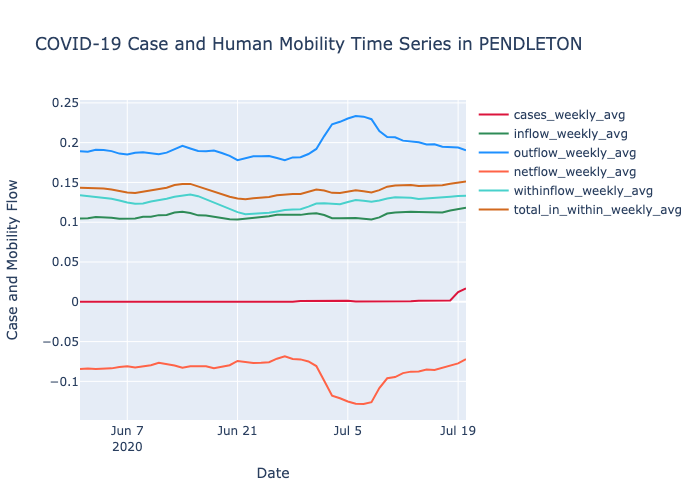 COVID-19 Case and Human Mobility Time Series in PENDLETON
cases_weekly_avg
inflow_weekly_avg
outflow_weekly_avg
netflow_weekly_avg
withinflow_weekly_avg
total_in_within_weekly_avg
Case and Mobility Flow
0.25
0.2
0.15
0.1
0.05
0
−0.05
−0.1
Jun 7
2020
Jun 21
Jul 5
Jul 19
Date